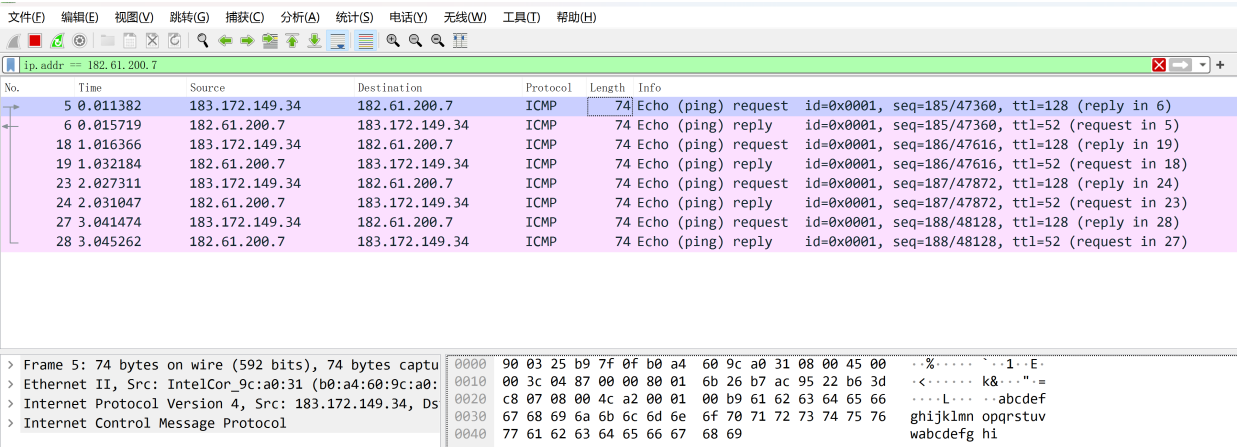 文件(F) 编辑(E) 视图(V) 跳转(G) 捕获(C) 分析(A) 统计(S) 电话(Y) 无线(W) 工具(T) 帮助(H)
ip.addr == 182.61.200.7
No. Time Source Destination Protocol Length Info
5 0.011382 183.172.149.34 182.61.200.7 ICMP 74 Echo (ping) request id=0x0001, seq=185/47360, ttl=128 (reply in 6)
6 0.015719 182.61.200.7 183.172.149.34 ICMP 74 Echo (ping) reply id=0x0001, seq=185/47360, ttl=52 (request in 5)
18 1.016366 183.172.149.34 182.61.200.7 ICMP 74 Echo (ping) request id=0x0001, seq=186/47616, ttl=128 (reply in 19)
19 1.032184 182.61.200.7 183.172.149.34 ICMP 74 Echo (ping) reply id=0x0001, seq=186/47616, ttl=52 (request in 18)
23 2.027311 183.172.149.34 182.61.200.7 ICMP 74 Echo (ping) request id=0x0001, seq=187/47872, ttl=128 (reply in 24)
24 2.031047 182.61.200.7 183.172.149.34 ICMP 74 Echo (ping) reply id=0x0001, seq=187/47872, ttl=52 (request in 23)
27 3.041474 183.172.149.34 182.61.200.7 ICMP 74 Echo (ping) request id=0x0001, seq=188/48128, ttl=128 (reply in 28)
28 3.045262 182.61.200.7 183.172.149.34 ICMP 74 Echo (ping) reply id=0x0001, seq=188/48128, ttl=52 (request in 27)
Frame 5: 74 bytes on wire (592 bits), 74 bytes captu
Ethernet II, Src: IntelCor_9c:a0:31 (b0:a4:60:9c:a0:
Internet Protocol Version 4, Src: 183.172.149.34, Ds
Internet Control Message Protocol
0000 90 03 25 b9 7f 0f b0 a4 60 9c a0 31 08 00 45 00 ··%····· `··1··E·
0010 00 3c 04 87 00 00 80 01 6b 26 b7 ac 95 22 b6 3d ·<······ k&···"·=
0020 c8 07 08 00 4c a2 00 01 00 b9 61 62 63 64 65 66 ····L··· ··abcdef
0030 67 68 69 6a 6b 6c 6d 6e 6f 70 71 72 73 74 75 76 ghijklmn opqrstuv
0040 77 61 62 63 64 65 66 67 68 69 wabcdefg hi